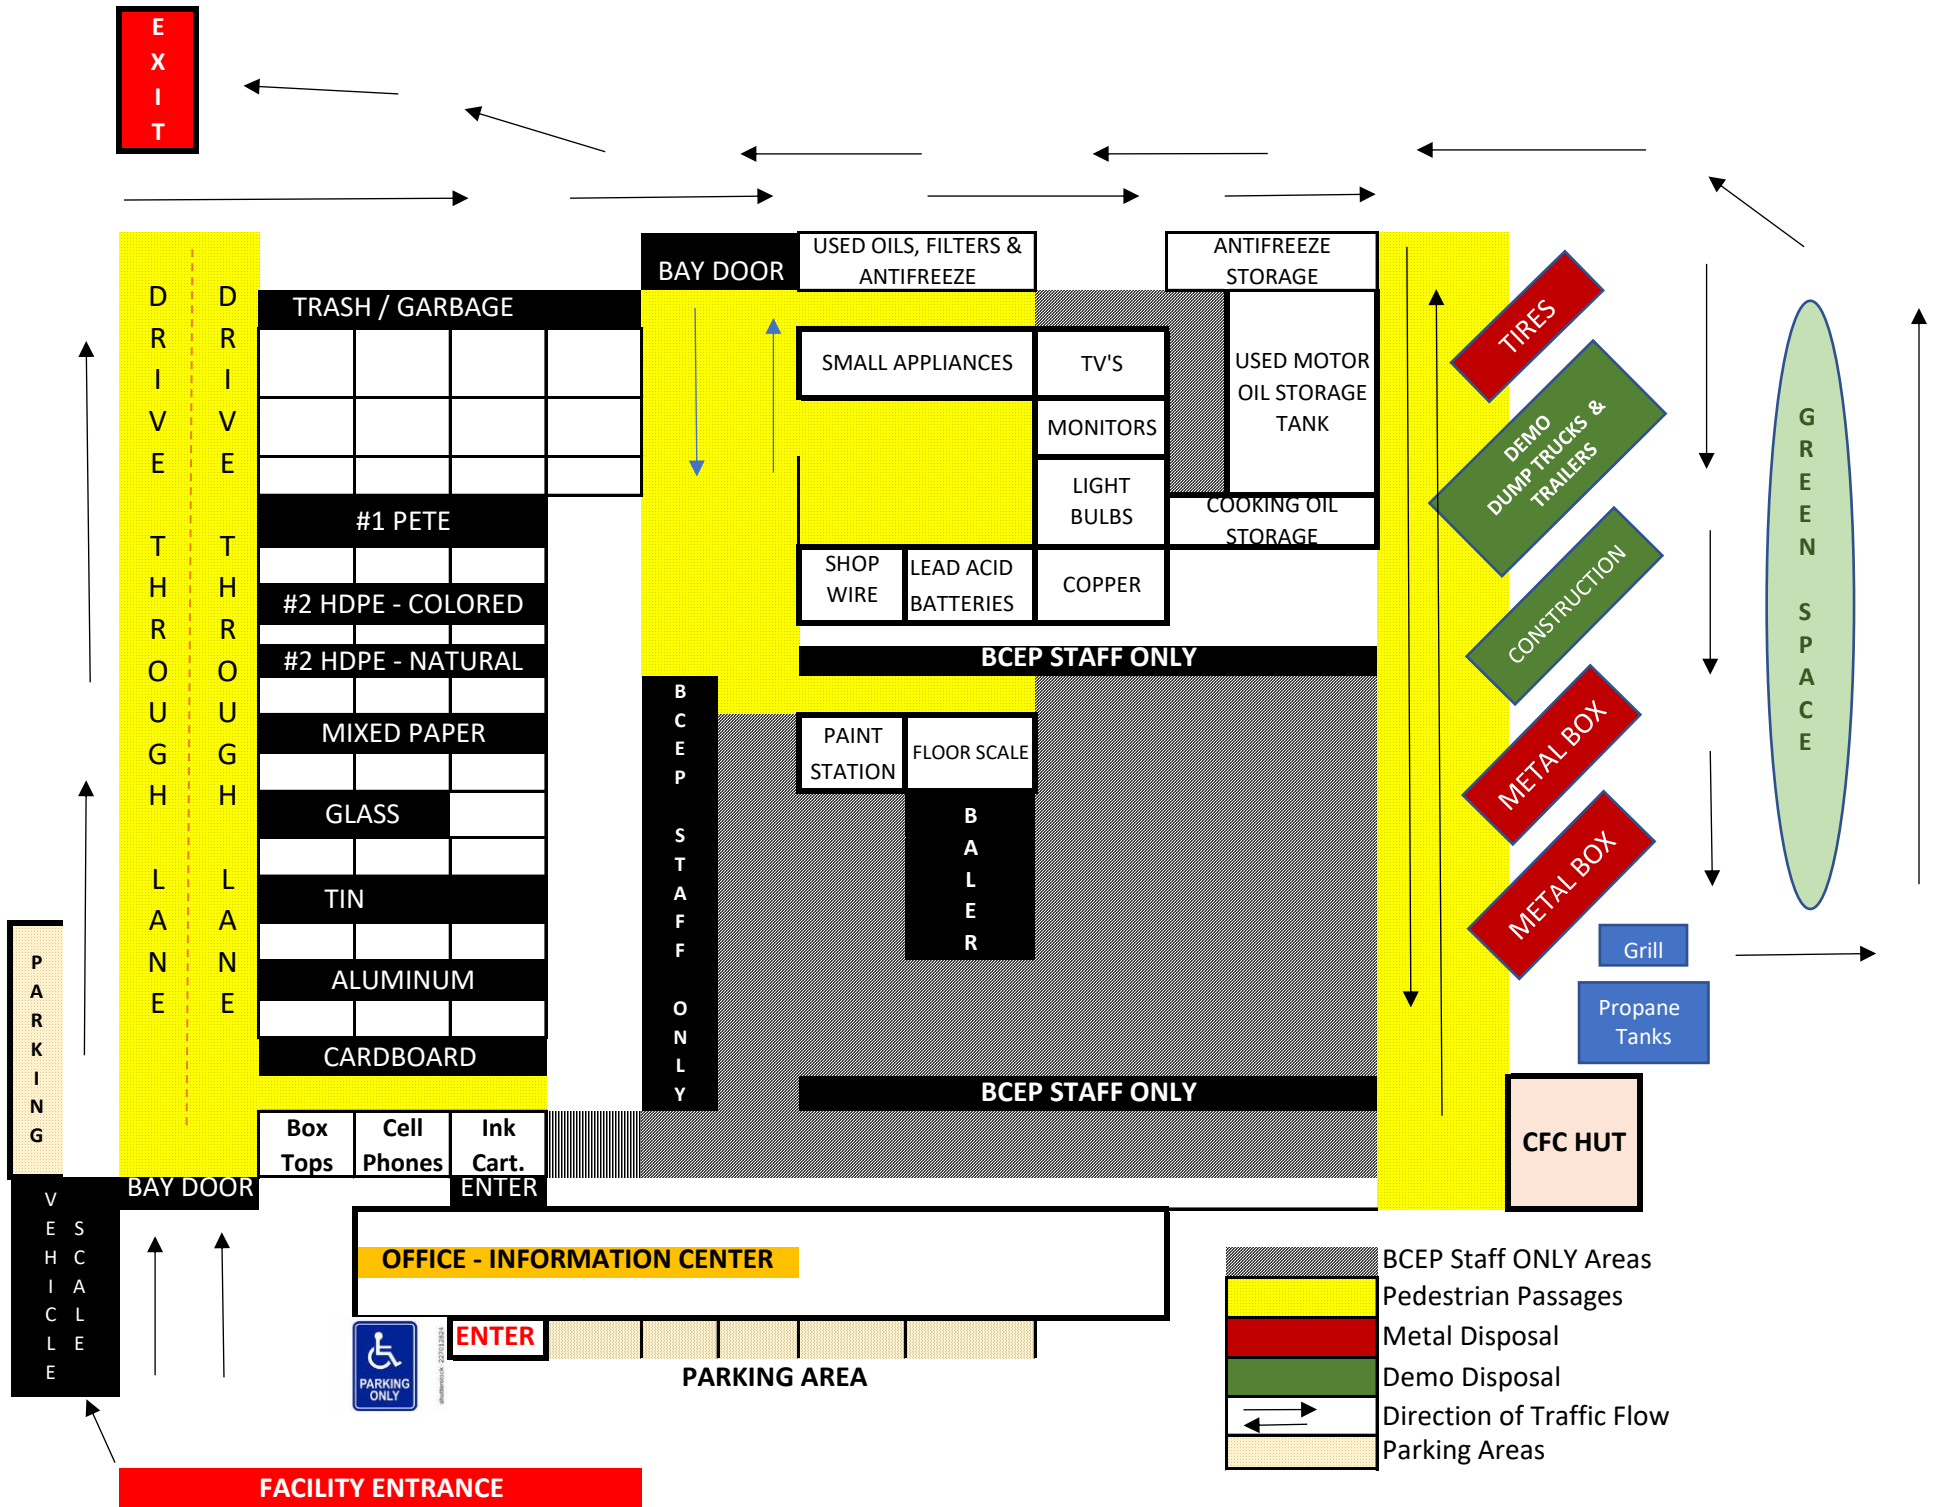 EXIT
BAY DOOR
USED OILS, FILTERS &
ANTIFREEZE
ANTIFREEZE
STORAGE
DRIVE THROUGH LANE
DRIVE THROUGH LANE
TRASH / GARBAGE
#1 PETE
#2 HDPE - COLORED
#2 HDPE - NATURAL
MIXED PAPER
GLASS
TIN
ALUMINUM
CARDBOARD
Box
Tops
Cell
Phones
Ink
Cart.
BAY DOOR
ENTER
SMALL APPLIANCES
TV'S
MONITORS
LIGHT
BULBS
USED MOTOR
OIL STORAGE
TANK
COOKING OIL
STORAGE
SHOP
WIRE
LEAD ACID
BATTERIES
COPPER
BCEP STAFF ONLY
BCEP STAFF ONLY
PAINT
STATION
FLOOR SCALE
BALER
BCEP STAFF ONLY
TIRES
DEMO
DUMP TRUCKS &
TRAILERS
CONSTRUCTION
METAL BOX
METAL BOX
GREEN SPACE
Grill
Propane
Tanks
CFC HUT
PARKING
VEHICLE
SCALE
OFFICE - INFORMATION CENTER
ENTER
PARKING
ONLY
shutterstock 227012824
PARKING AREA
FACILITY ENTRANCE
BCEP Staff ONLY Areas
Pedestrian Passages
Metal Disposal
Demo Disposal
Direction of Traffic Flow
Parking Areas